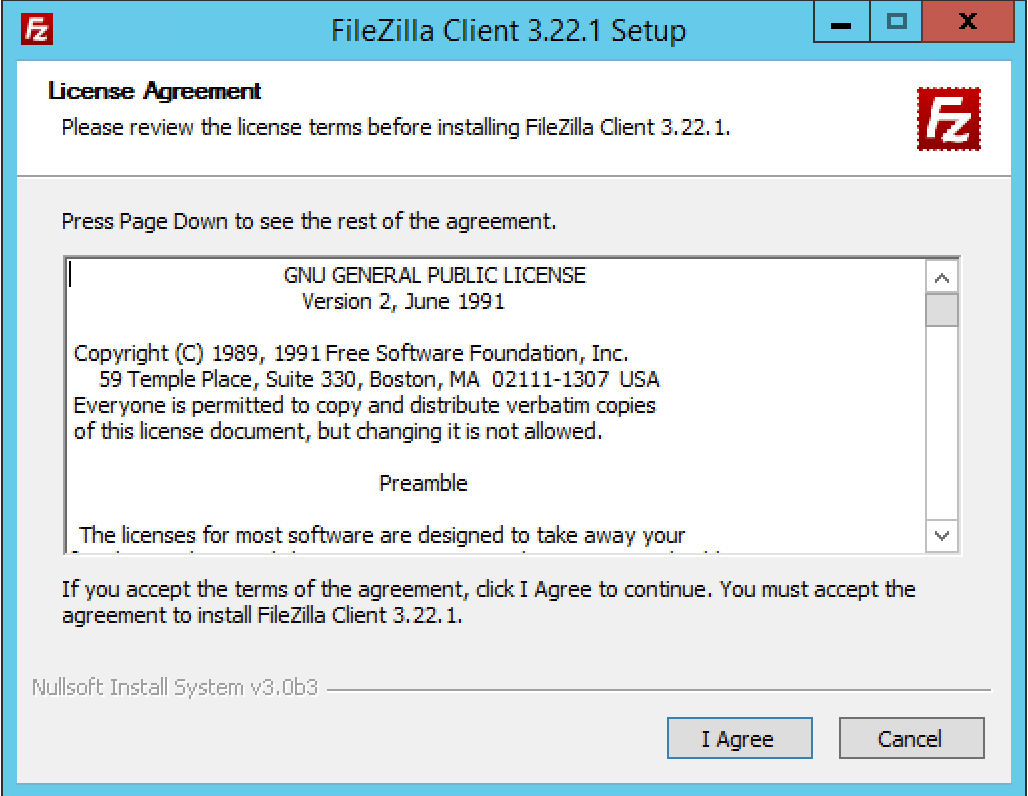 FileZilla Client 3.22.1 Setup
License Agreement
Please review the license terms before installing FileZilla Client 3.22.1.
Fz
Press Page Down to see the rest of the agreement.
GNU GENERAL PUBLIC LICENSE
Version 2, June 1991
Copyright (C) 1989, 1991 Free Software Foundation, Inc.
59 Temple Place, Suite 330, Boston, MA 02111-1307 USA
Everyone is permitted to copy and distribute verbatim copies
of this license document, but changing it is not allowed.
Preamble
The licenses for most software are designed to take away your
If you accept the terms of the agreement, click I Agree to continue. You must accept the
agreement to install FileZilla Client 3.22.1.
Nullsoft Install System v3.0b3
I Agree Cancel